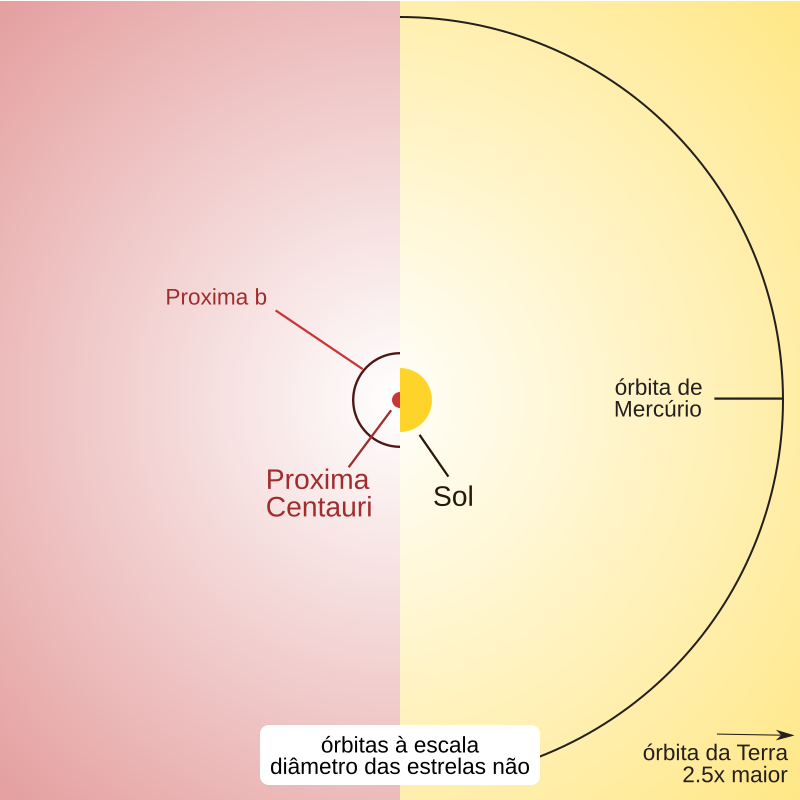 Proxima b
órbita de
Mercúrio
Proxima
Centauri
Sol
órbitas à escala
diâmetro das estrelas não
órbita da Terra
2.5x maior